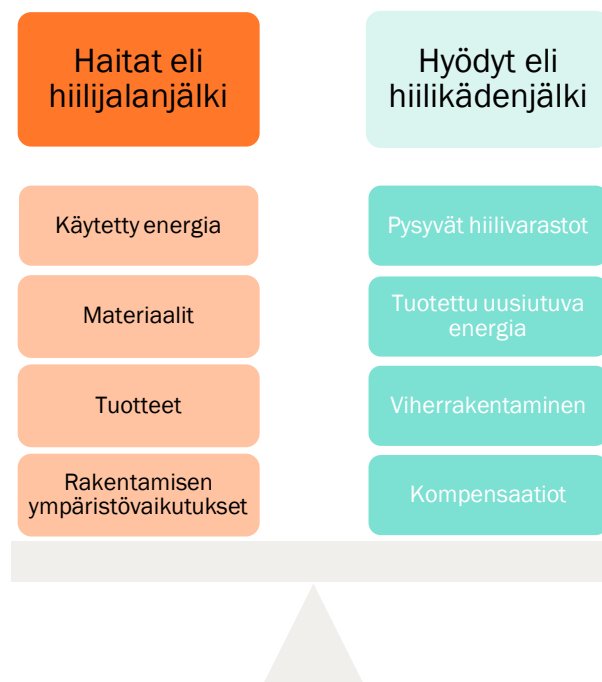 Haitat eli
hiilijalanjälki
Käytetty energia
Materiaalit
Tuotteet
Rakentamisen
ympäristövaikutukset
Hyödyt eli
hiilikädenjälki
Pysyvät hiilivarastot
Tuotettu uusiutuva
energia
Viherrakentaminen
Kompensaatiot